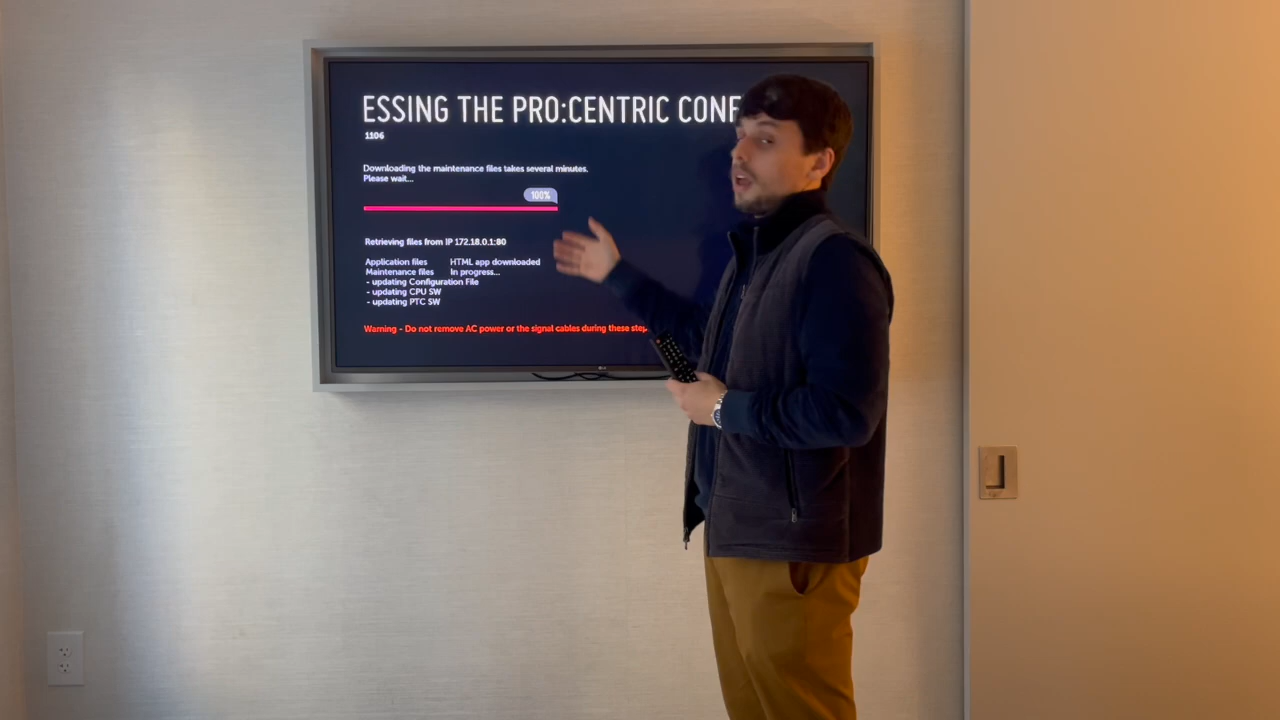 ESSING THE PRO:CENTRIC CONF
1106
Downloading the maintenance files takes several minutes.
Please wait...
100%
Retrieving files from IP 172.18.0.1:80
Application files HTML app downloaded
Maintenance files In progress...
- updating Configuration File
- updating CPU SW
- updating PTC SW
Warning - Do not remove AC power or the signal cables during these step
LG